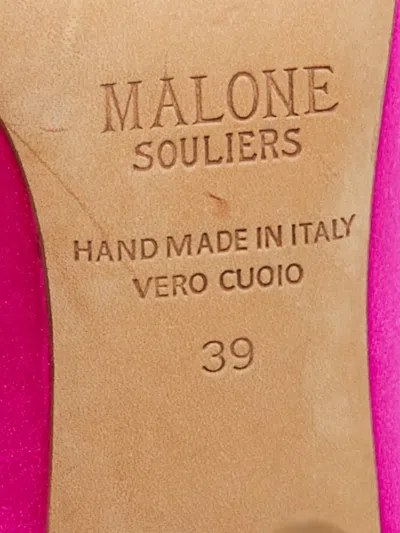 MALONE
SOULIERS
HAND MADE IN ITALY
VERO CUOIO
39